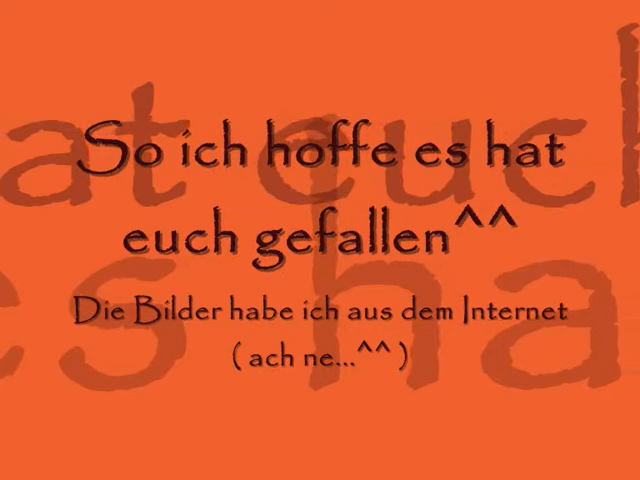 So ich hoffe es hat
euch gefallen^^
Die Bilder habe ich aus dem Internet
( ach ne...^^ )